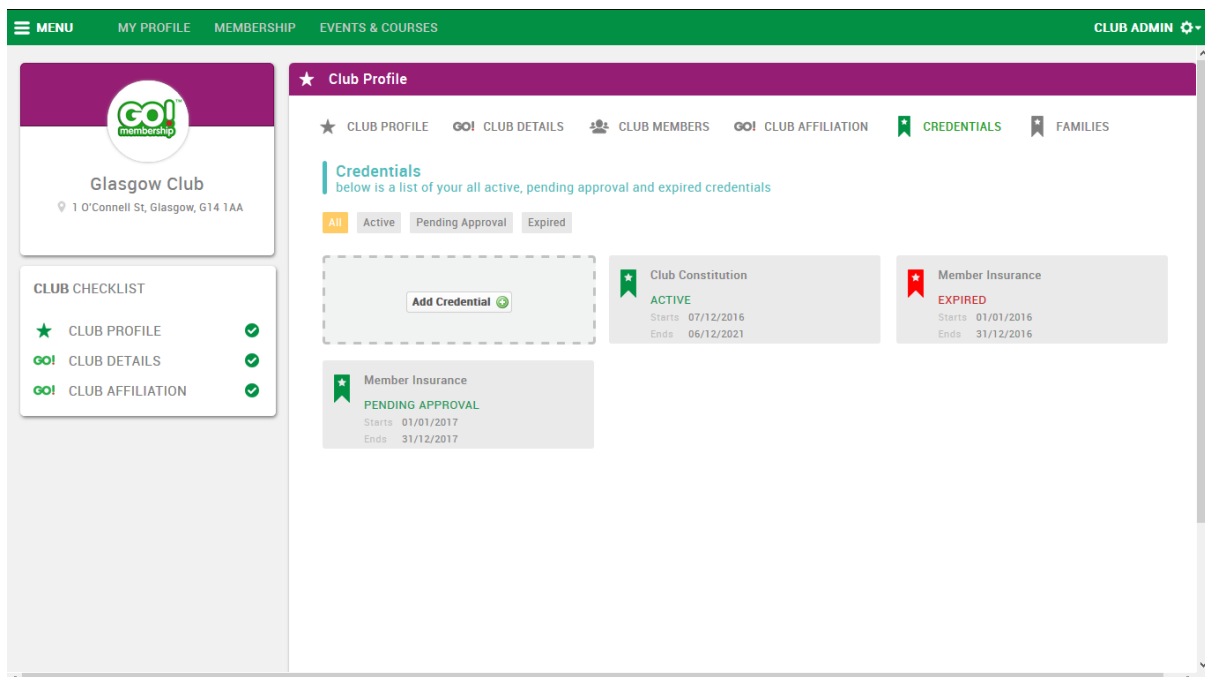 MENU MY PROFILE MEMBERSHIP EVENTS & COURSES CLUB ADMIN
GO!™
membership
Glasgow Club
1 O'Connell St, Glasgow, G14 1AA
CLUB CHECKLIST
CLUB PROFILE
GO! CLUB DETAILS
GO! CLUB AFFILIATION
Club Profile
CLUB PROFILE GO! CLUB DETAILS CLUB MEMBERS GO! CLUB AFFILIATION CREDENTIALS FAMILIES
Credentials
below is a list of your all active, pending approval and expired credentials
All Active Pending Approval Expired
Add Credential
Club Constitution
ACTIVE
Starts 07/12/2016
Ends 06/12/2021
Member Insurance
EXPIRED
Starts 01/01/2016
Ends 31/12/2016
Member Insurance
PENDING APPROVAL
Starts 01/01/2017
Ends 31/12/2017